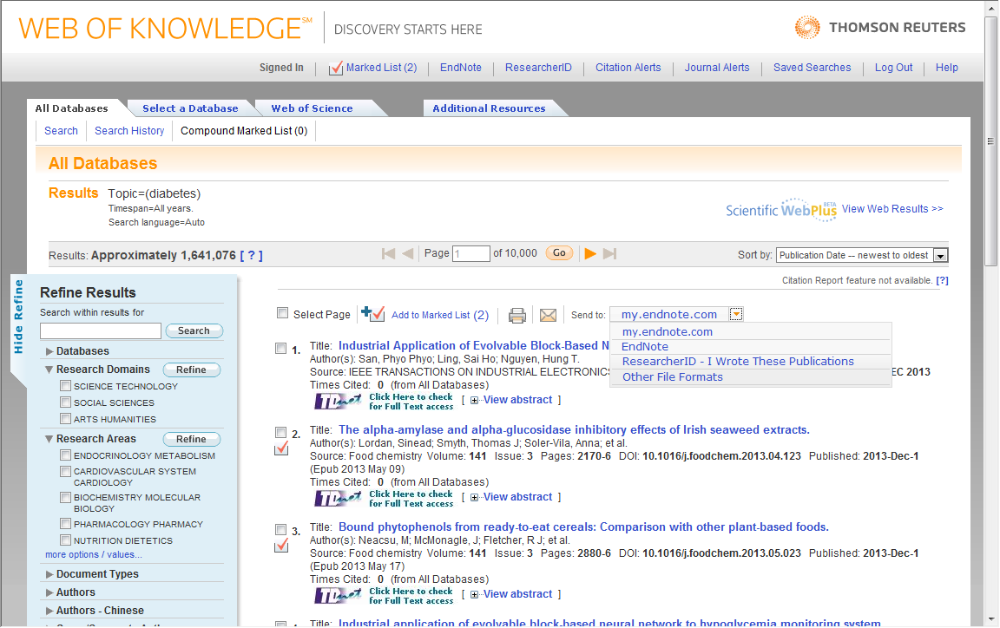 WEB OF KNOWLEDGE SM DISCOVERY STARTS HERE THOMSON REUTERS
Signed In Marked List (2) EndNote ResearcherID Citation Alerts Journal Alerts Saved Searches Log Out Help
All Databases Select a Database Web of Science Additional Resources
Search Search History Compound Marked List (0)
All Databases
Results Topic=(diabetes)
Timespan=All years.
Search language=Auto
Scientific WebPlus BETA View Web Results >>
Results: Approximately 1,641,076 [ ? ] Page 1 of 10,000 Go Sort by: Publication Date -- newest to oldest
Citation Report feature not available. [?]
Hide Refine
Refine Results
Search within results for
Search
Databases
Research Domains Refine
SCIENCE TECHNOLOGY
SOCIAL SCIENCES
ARTS HUMANITIES
Research Areas Refine
ENDOCRINOLOGY METABOLISM
CARDIOVASCULAR SYSTEM
CARDIOLOGY
BIOCHEMISTRY MOLECULAR
BIOLOGY
PHARMACOLOGY PHARMACY
NUTRITION DIETETICS
more options / values...
Document Types
Authors
Authors - Chinese
Select Page Add to Marked List (2) Send to: my.endnote.com
my.endnote.com
EndNote
ResearcherID - I Wrote These Publications
Other File Formats
1. Title: Industrial Application of Evolvable Block-Based N
Author(s): San, Phyo Phyo; Ling, Sai Ho; Nguyen, Hung T.
Source: IEEE TRANSACTIONS ON INDUSTRIAL ELECTRONICS EC 2013
Times Cited: 0 (from All Databases)
Click Here to check
for Full Text access [ View abstract ]
2. Title: The alpha-amylase and alpha-glucosidase inhibitory effects of Irish seaweed extracts.
Author(s): Lordan, Sinead; Smyth, Thomas J; Soler-Vila, Anna; et al.
Source: Food chemistry Volume: 141 Issue: 3 Pages: 2170-6 DOI: 10.1016/j.foodchem.2013.04.123 Published: 2013-Dec-1
(Epub 2013 May 09)
Times Cited: 0 (from All Databases)
Click Here to check
for Full Text access [ View abstract ]
3. Title: Bound phytophenols from ready-to-eat cereals: Comparison with other plant-based foods.
Author(s): Neacsu, M; McMonagle, J; Fletcher, R J; et al.
Source: Food chemistry Volume: 141 Issue: 3 Pages: 2880-6 DOI: 10.1016/j.foodchem.2013.05.023 Published: 2013-Dec-1
(Epub 2013 May 17)
Times Cited: 0 (from All Databases)
Click Here to check
for Full Text access [ View abstract ]
Title: Industrial application of evolvable block-based neural network to hypoglycemia monitoring system